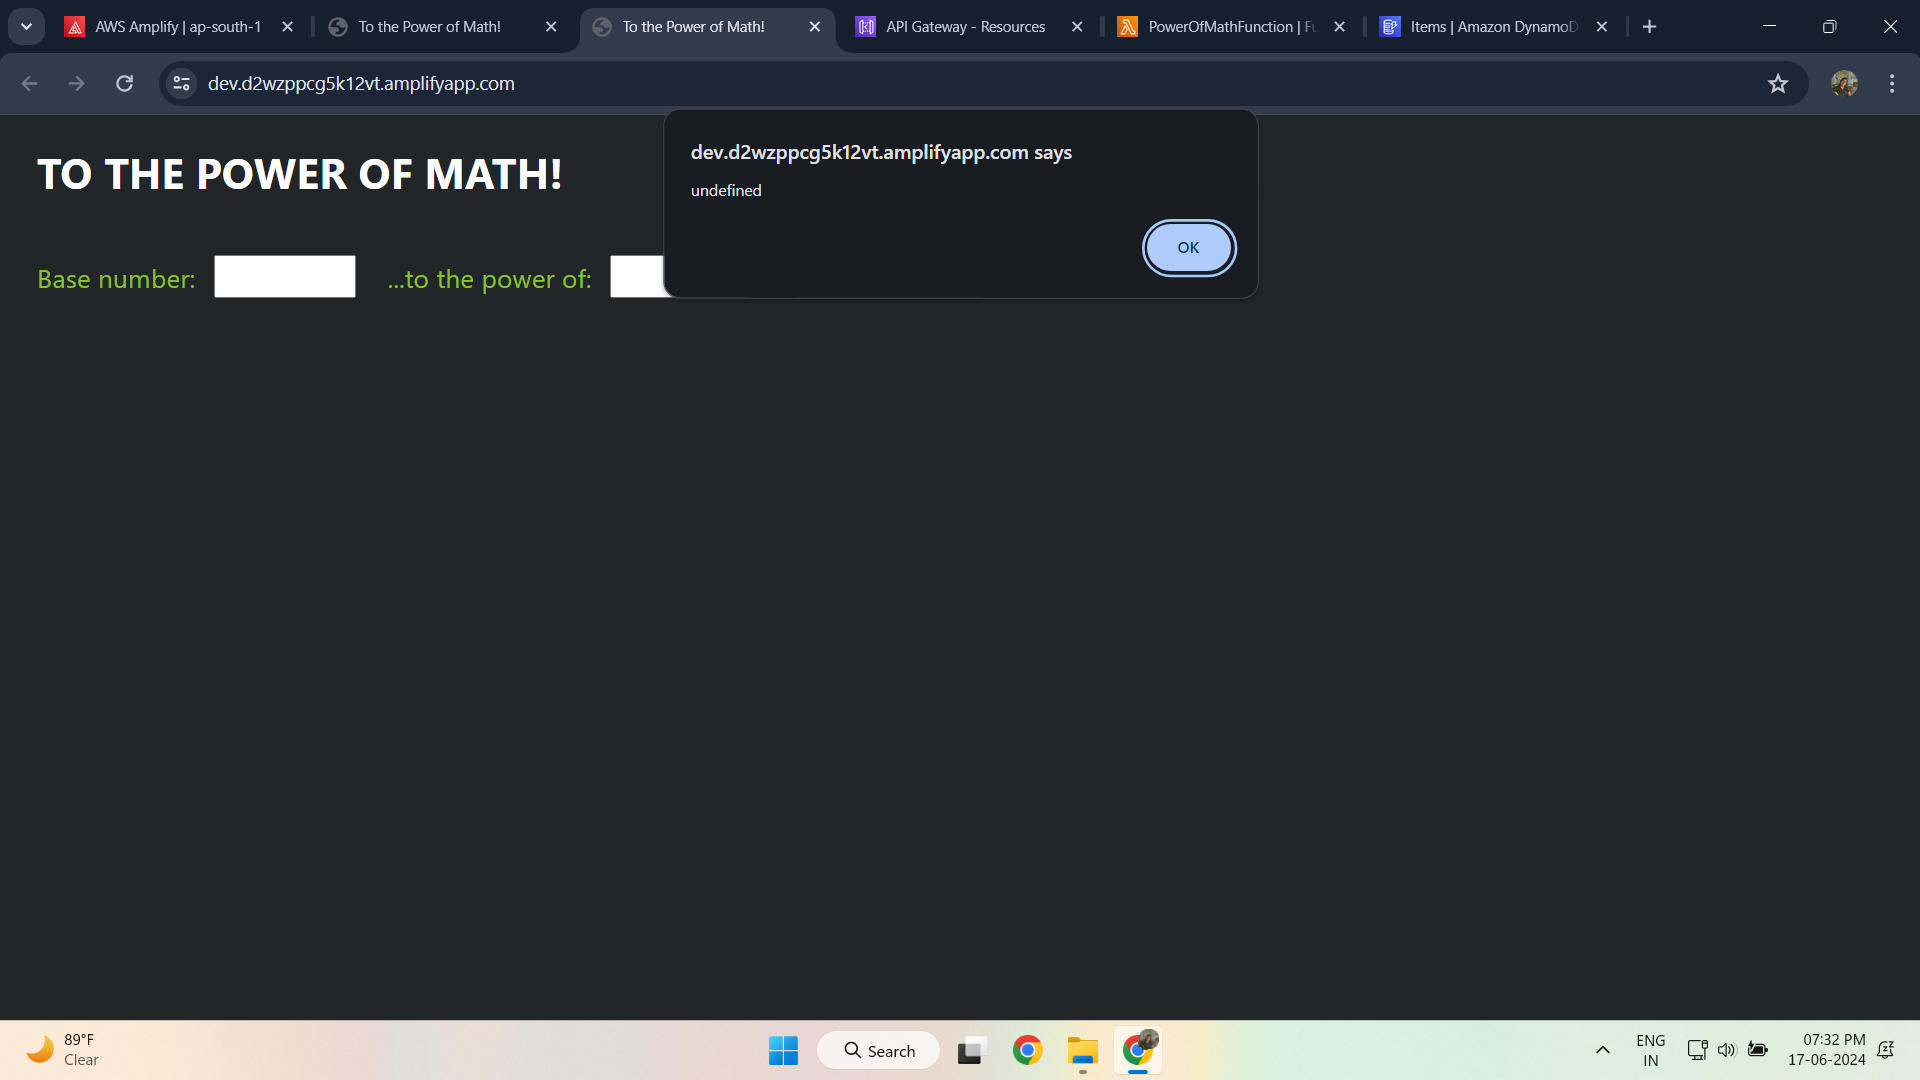 AWS Amplify | ap-south-1
To the Power of Math!
To the Power of Math!
API Gateway - Resources
PowerOfMathFunction | Fu
Items | Amazon DynamoD
dev.d2wzppcg5k12vt.amplifyapp.com
dev.d2wzppcg5k12vt.amplifyapp.com says
undefined
OK
TO THE POWER OF MATH!
Base number:
...to the power of:
89°F
Clear
Search
ENG
IN
07:32 PM
17-06-2024